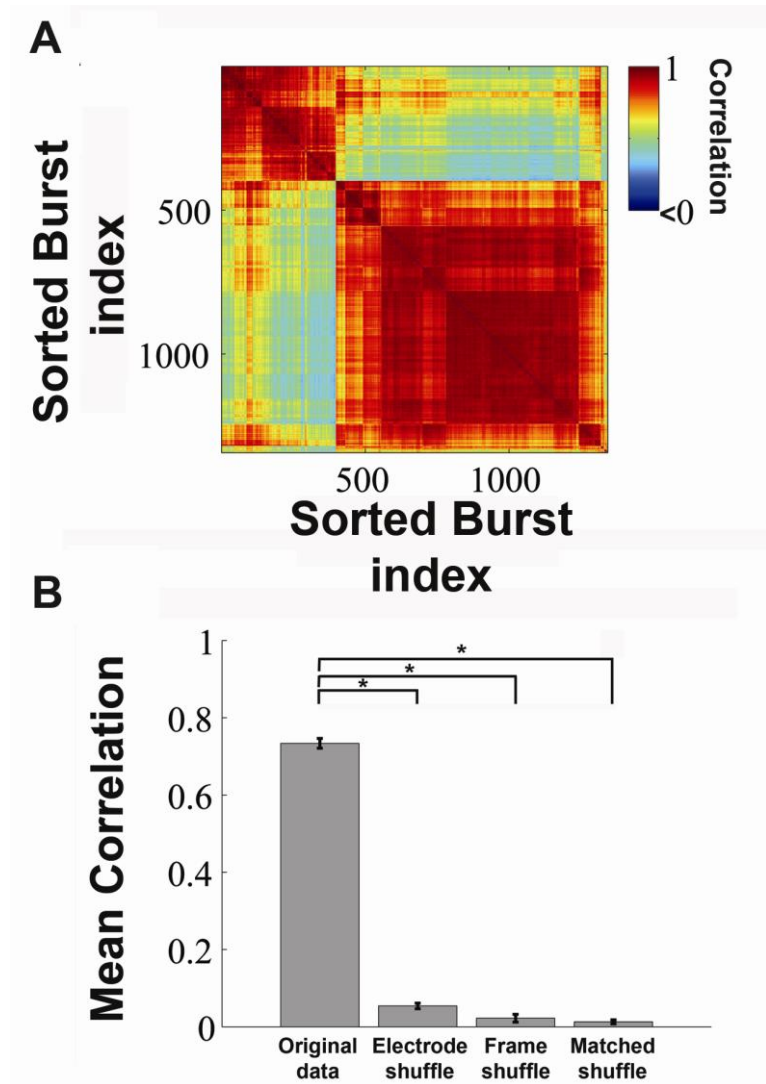 A
Sorted Burst
index
500
1000
500
1000
Sorted Burst
index
1
<0
Correlation
B
Mean Correlation
1
0.8
0.6
0.4
0.2
0
*
*
*
Original
data
Electrode
shuffle
Frame
shuffle
Matched
shuffle